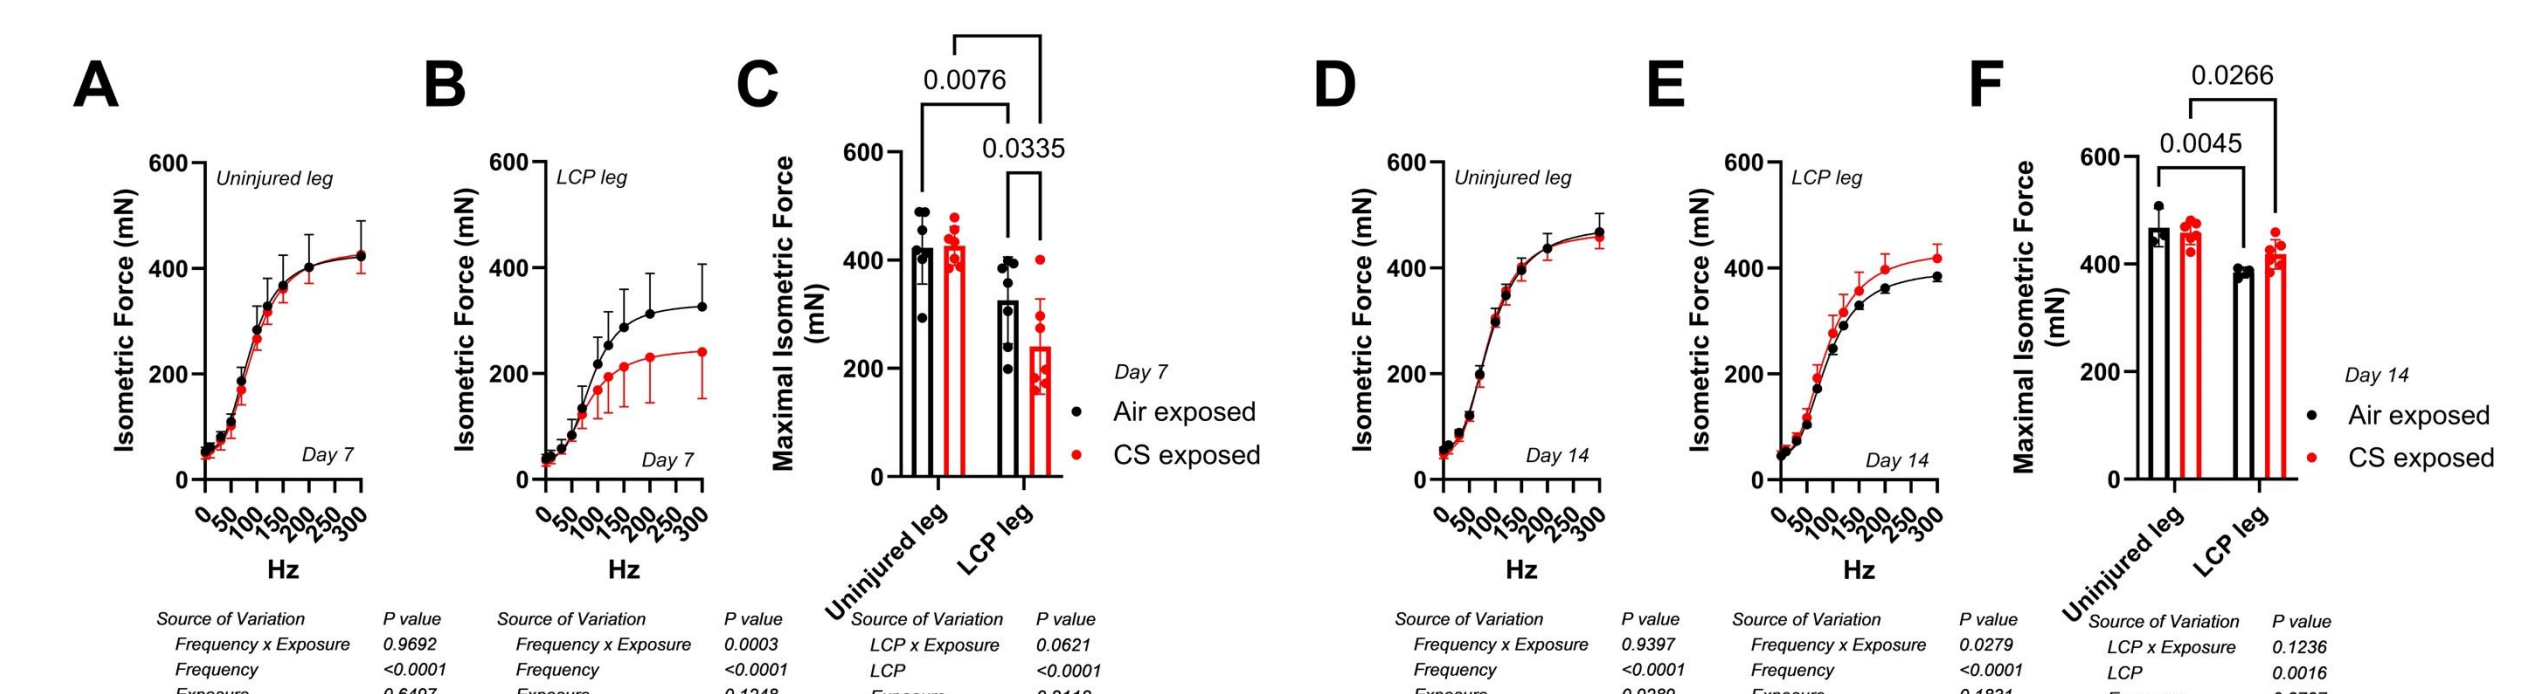 A
B
C
D
E
F
Isometric Force (mN)
600
400
200
0
Uninjured leg
Day 7
0
50
100
150
200
250
300
Hz
Source of Variation P value
Frequency x Exposure 0.9692
Frequency <0.0001
Isometric Force (mN)
600
400
200
0
LCP leg
Day 7
0
50
100
150
200
250
300
Hz
Source of Variation P value
Frequency x Exposure 0.0003
Frequency <0.0001
Maximal Isometric Force
(mN)
600
400
200
0
0.0076
0.0335
Uninjured leg
LCP leg
Day 7
Air exposed
CS exposed
Source of Variation P value
LCP x Exposure 0.0621
LCP <0.0001
Isometric Force (mN)
600
400
200
0
Uninjured leg
Day 14
0
50
100
150
200
250
300
Hz
Source of Variation P value
Frequency x Exposure 0.9397
Frequency <0.0001
Isometric Force (mN)
600
400
200
0
LCP leg
Day 14
0
50
100
150
200
250
300
Hz
Source of Variation P value
Frequency x Exposure 0.0279
Frequency <0.0001
Maximal Isometric Force
(mN)
600
400
200
0
0.0266
0.0045
Uninjured leg
LCP leg
Day 14
Air exposed
CS exposed
Source of Variation P value
LCP x Exposure 0.1236
LCP 0.0016